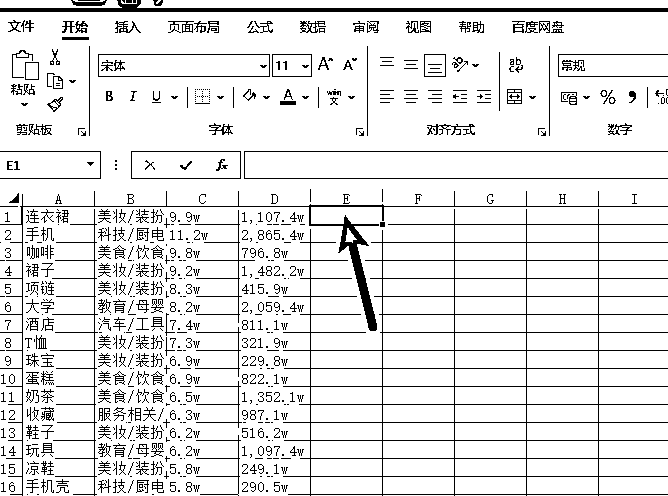 文件 开始 插入 页面布局 公式 数据 审阅 视图 帮助 百度网盘
宋体 11 A A 常规
粘贴 B I U A wén 文 %
剪贴板 字体 对齐方式 数字
E1 fx
A B C D E F G H I
1 连衣裙 美妆/装扮 9.9w 1,107.4w
2 手机 科技/厨电 11.2w 2,865.4w
3 咖啡 美食/饮食 9.8w 796.8w
4 裙子 美妆/装扮 9.2w 1,482.2w
5 项链 美妆/装扮 8.3w 415.9w
6 大学 教育/母婴 8.2w 2,059.4w
7 酒店 汽车/工具 7.4w 811.1w
8 T恤 美妆/装扮 7.3w 321.9w
9 珠宝 美妆/装扮 6.9w 229.8w
10 蛋糕 美食/饮食 6.9w 822.1w
11 奶茶 美食/饮食 6.5w 1,352.1w
12 收藏 服务相关/ 6.3w 987.1w
13 鞋子 美妆/装扮 6.2w 516.2w
14 玩具 教育/母婴 6.2w 1,097.4w
15 凉鞋 美妆/装扮 5.8w 249.1w
16 手机壳 科技/厨电 5.8w 290.5w